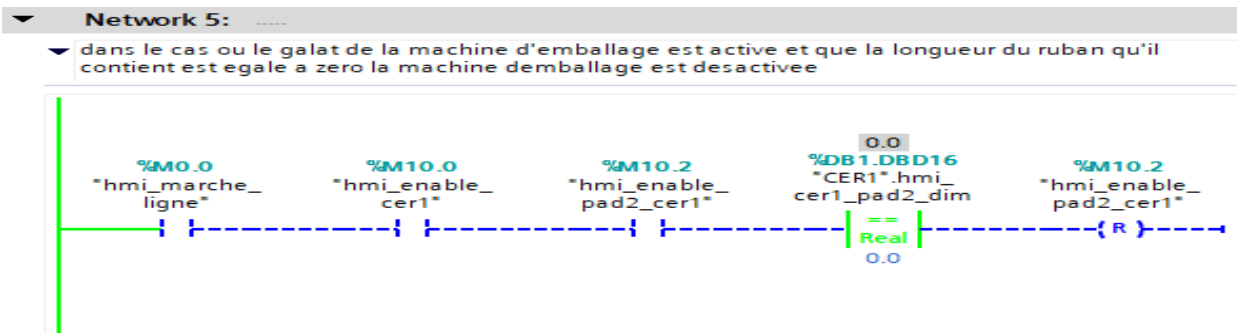 Network 5: .....
dans le cas ou le galat de la machine d'emballage est active et que la longueur du ruban qu'il
contient est egale a zero la machine demballage est desactivee
%M0.0
"hmi_marche_
ligne"
%M10.0
"hmi_enable_
cer1"
%M10.2
"hmi_enable_
pad2_cer1"
0.0
%DB1.DBD16
"CER1".hmi_
cer1_pad2_dim
==
Real
0.0
%M10.2
"hmi_enable_
pad2_cer1"
R